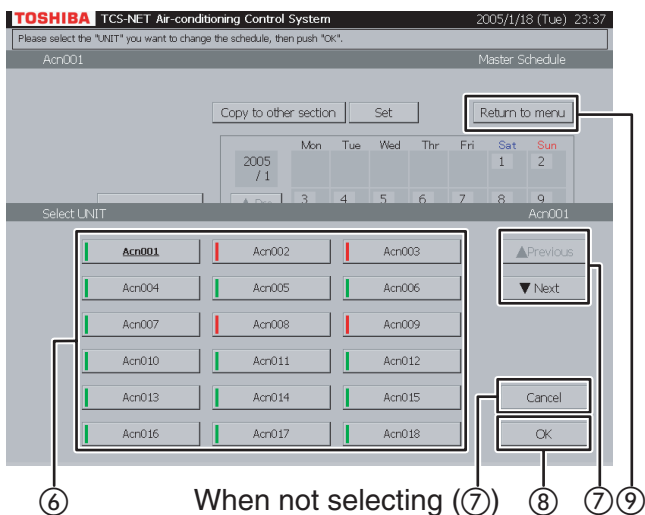 TOSHIBA TCS-NET Air-conditioning Control System 2005/1/18 (Tue) 23:37
Please select the "UNIT" you want to change the schedule, then push "OK".
Acn001 Master Schedule
Copy to other section Set Return to menu
Mon Tue Wed Thr Fri Sat Sun
2005 / 1 1 2
3 4 5 6 7 8 9
Select UNIT Acn001
Acn001 Acn002 Acn003 ▲Previous
Acn004 Acn005 Acn006 ▼ Next
Acn007 Acn008 Acn009
Acn010 Acn011 Acn012
Acn013 Acn014 Acn015 Cancel
Acn016 Acn017 Acn018 OK
⑥ When not selecting (⑦) ⑧ ⑦ ⑨